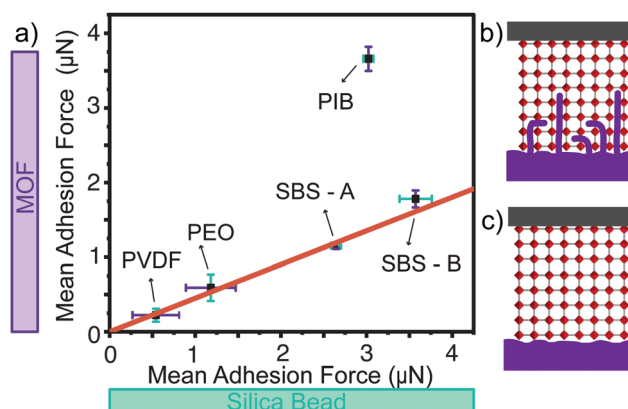 a)
MOF
Mean Adhesion Force (µN)
4
3
2
1
0
PIB
SBS - A
PEO
PVDF
SBS - B
0 1 2 3 4
Mean Adhesion Force (µN)
Silica Bead
b)
c)